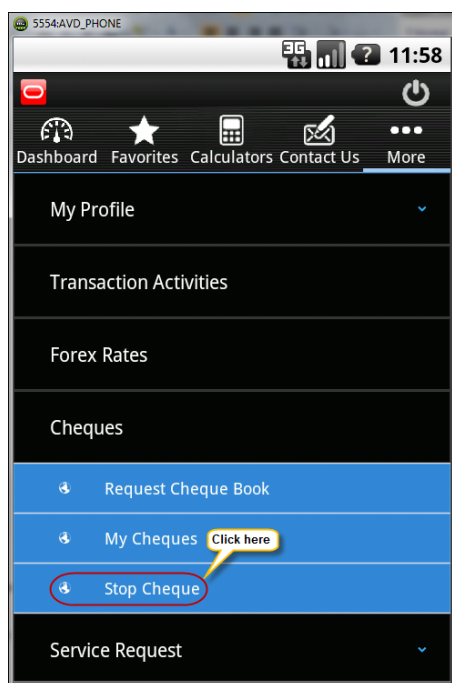 5554:AVD_PHONE
3G 11:58
Dashboard Favorites Calculators Contact Us More
My Profile
Transaction Activities
Forex Rates
Cheques
Request Cheque Book
My Cheques Click here
Stop Cheque
Service Request